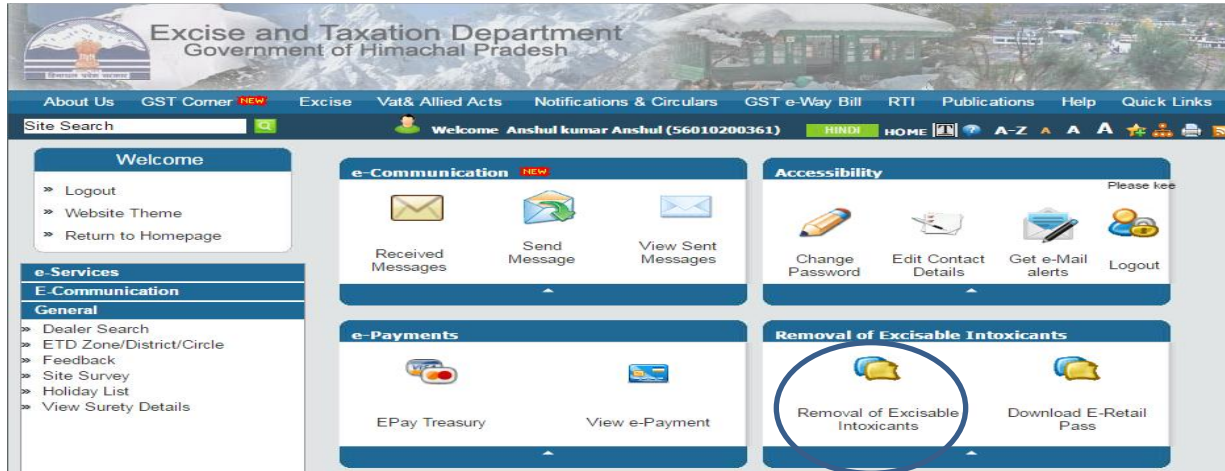 Excise and Taxation Department
Government of Himachal Pradesh
हिमाचल प्रदेश सरकार
About Us GST Corner NEW Excise Vat& Allied Acts Notifications & Circulars GST e-Way Bill RTI Publications Help Quick Links
Site Search Welcome Anshul kumar Anshul (56010200361) HINDI HOME T ? A-Z A A A
Welcome
» Logout
» Website Theme
» Return to Homepage
e-Services
E-Communication
General
» Dealer Search
» ETD Zone/District/Circle
» Feedback
» Site Survey
» Holiday List
» View Surety Details
e-Communication NEW
Received Messages
Send Message
View Sent Messages
Accessibility
Please kee
Change Password
Edit Contact Details
Get e-Mail alerts
Logout
e-Payments
EPay Treasury
View e-Payment
Removal of Excisable Intoxicants
Removal of Excisable Intoxicants
Download E-Retail Pass